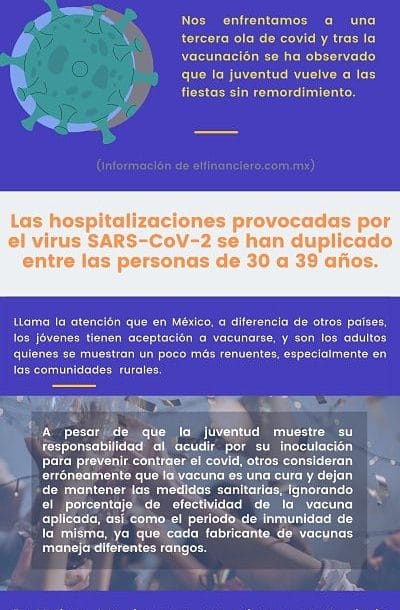 Nos enfrentamos a una
tercera ola de covid y tras la
vacunación se ha observado
que la juventud vuelve a las
fiestas sin remordimiento.
(Información de elfinanciero.com.mx)
Las hospitalizaciones provocadas por
el virus SARS-CoV-2 se han duplicado
entre las personas de 30 a 39 años.
LLama la atención que en México, a diferencia de otros países,
los jóvenes tienen aceptación a vacunarse, y son los adultos
quienes se muestran un poco más renuentes, especialmente en
las comunidades rurales.
A pesar de que la juventud muestre su
responsabilidad al acudir por su inoculación
para prevenir contraer el covid, otros consideran
erróneamente que la vacuna es una cura y dejan
de mantener las medidas sanitarias, ignorando
el porcentaje de efectividad de la vacuna
aplicada, así como el periodo de inmunidad de
la misma, ya que cada fabricante de vacunas
maneja diferentes rangos.